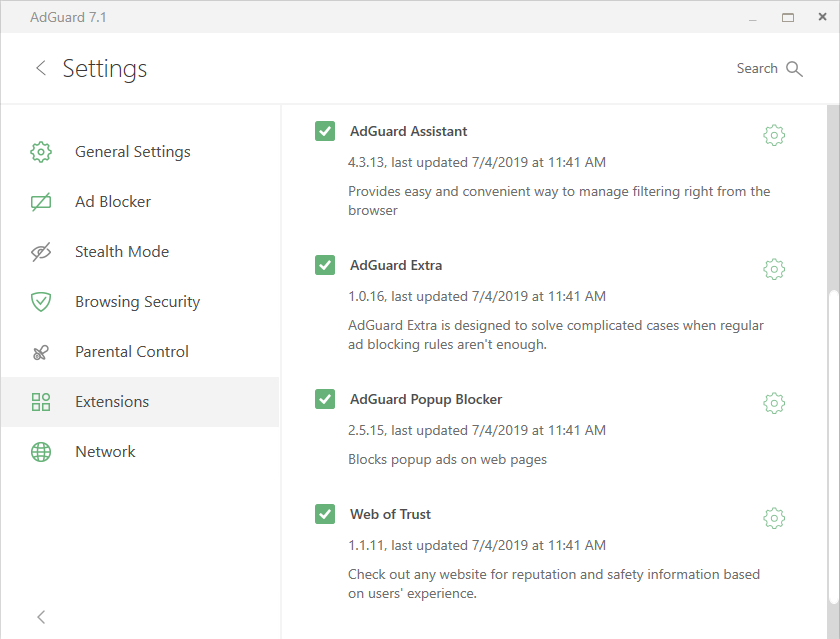 AdGuard 7.1
Settings
Search
General Settings
Ad Blocker
Stealth Mode
Browsing Security
Parental Control
Extensions
Network
AdGuard Assistant
4.3.13, last updated 7/4/2019 at 11:41 AM
Provides easy and convenient way to manage filtering right from the
browser
AdGuard Extra
1.0.16, last updated 7/4/2019 at 11:41 AM
AdGuard Extra is designed to solve complicated cases when regular
ad blocking rules aren't enough.
AdGuard Popup Blocker
2.5.15, last updated 7/4/2019 at 11:41 AM
Blocks popup ads on web pages
Web of Trust
1.1.11, last updated 7/4/2019 at 11:41 AM
Check out any website for reputation and safety information based
on users' experience.